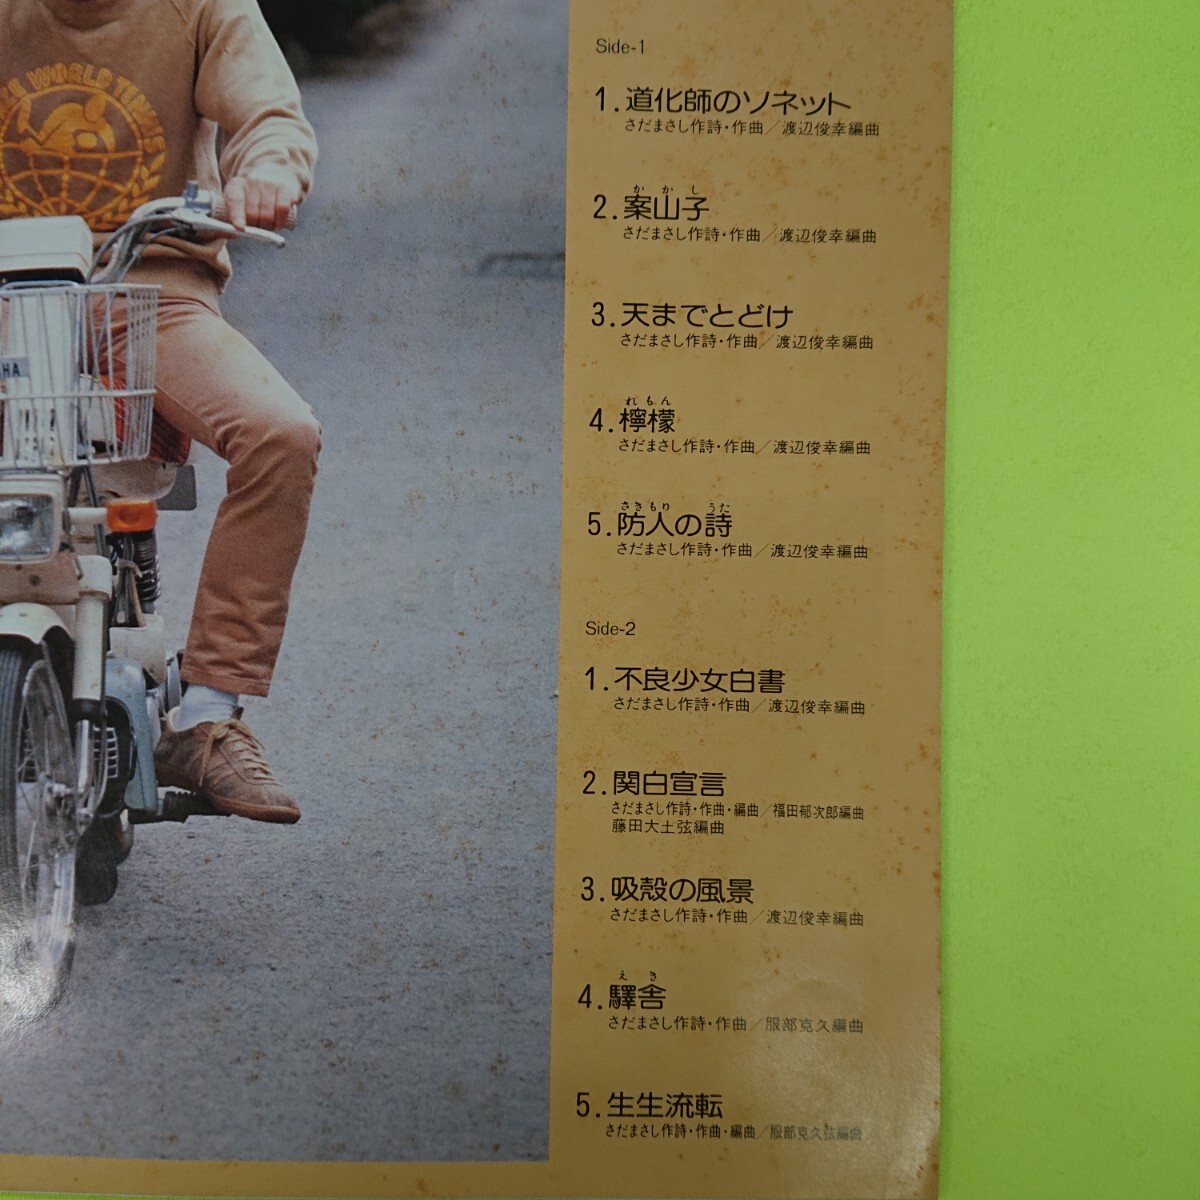 WORLD TENNIS
HA
Side-1
1.道化師のソネット
さだまさし作詩・作曲／渡辺俊幸編曲
かかし
2.案山子
さだまさし作詩・作曲／渡辺俊幸編曲
3.天までとどけ
さだまさし作詩・作曲／渡辺俊幸編曲
れもん
4.檸檬
さだまさし作詩・作曲／渡辺俊幸編曲
さきもり うた
5.防人の詩
さだまさし作詩・作曲／渡辺俊幸編曲
Side-2
1.不良少女白書
さだまさし作詩・作曲／渡辺俊幸編曲
2.関白宣言
さだまさし作詩・作曲・編曲／福田郁次郎編曲
藤田大土弦編曲
3.吸殻の風景
さだまさし作詩・作曲／渡辺俊幸編曲
えき
4.驛舎
さだまさし作詩・作曲／服部克久編曲
5.生生流転
さだまさし作詩・作曲・編曲／服部克久弦編曲